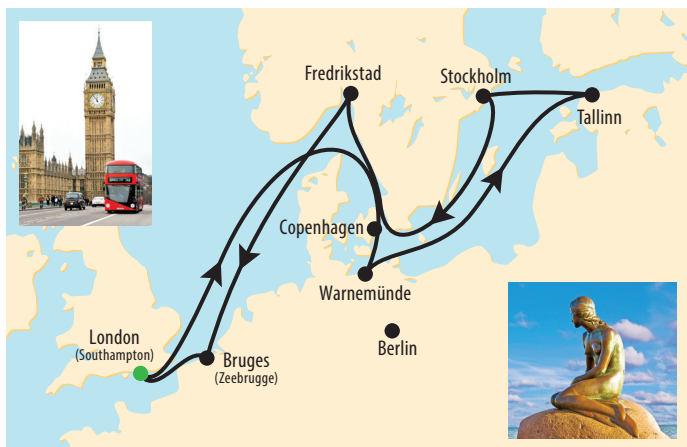 Fredrikstad
Stockholm
Tallinn
Copenhagen
Warnemünde
London
(Southampton)
Bruges
(Zeebrugge)
Berlin